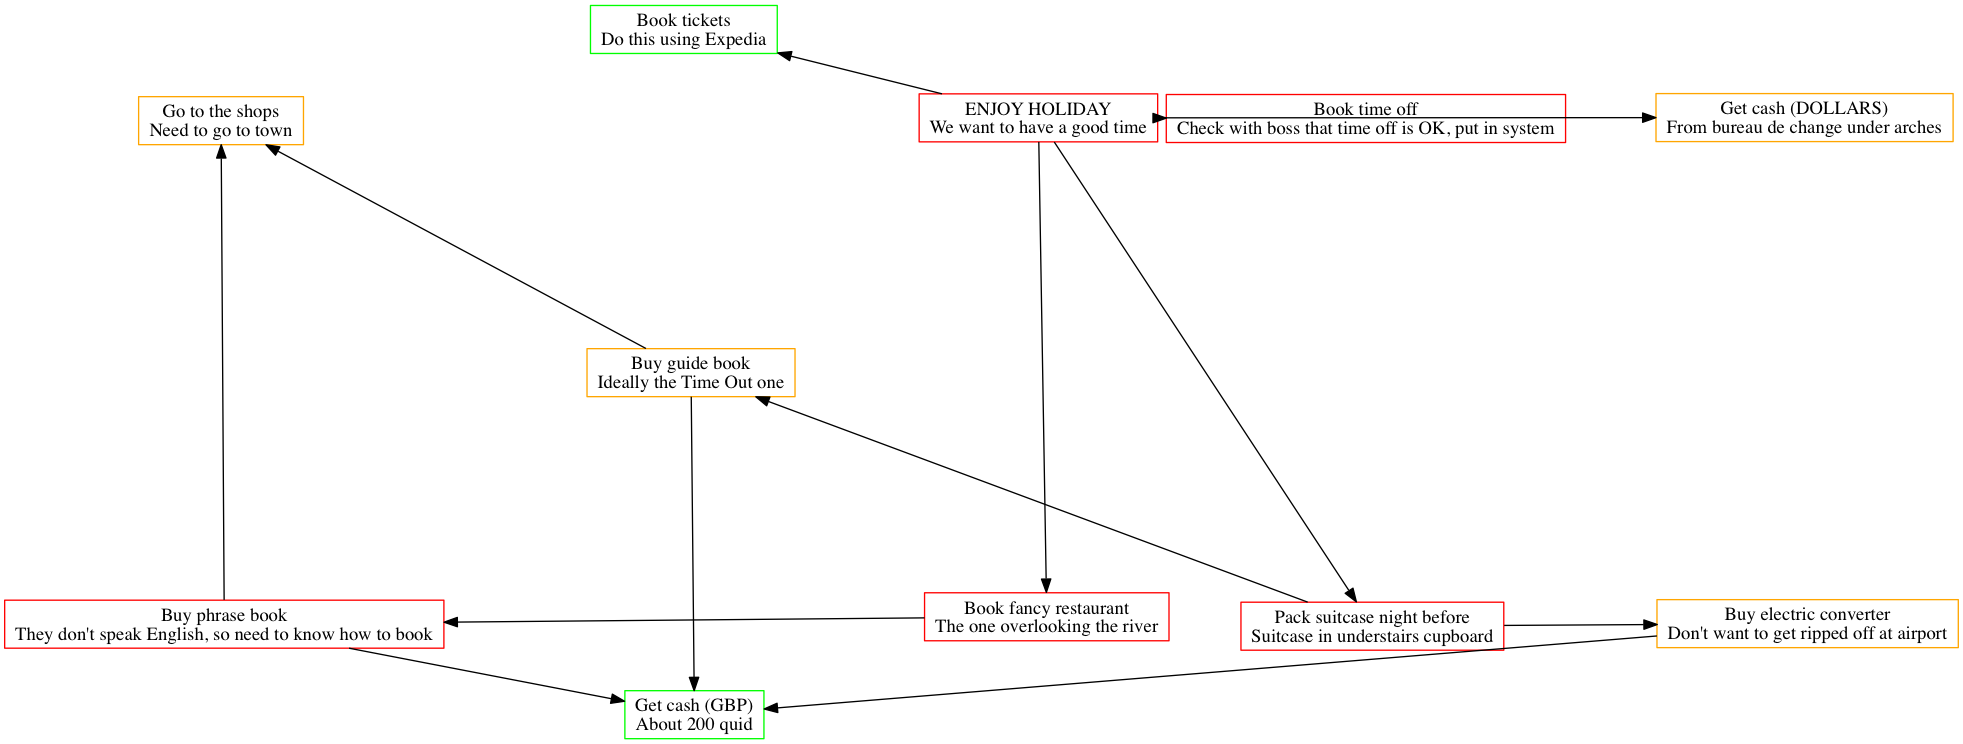 Book tickets
Do this using Expedia
Go to the shops
Need to go to town
ENJOY HOLIDAY
We want to have a good time
Book time off
Check with boss that time off is OK, put in system
Get cash (DOLLARS)
From bureau de change under arches
Buy guide book
Ideally the Time Out one
Buy phrase book
They don't speak English, so need to know how to book
Book fancy restaurant
The one overlooking the river
Pack suitcase night before
Suitcase in understairs cupboard
Buy electric converter
Don't want to get ripped off at airport
Get cash (GBP)
About 200 quid